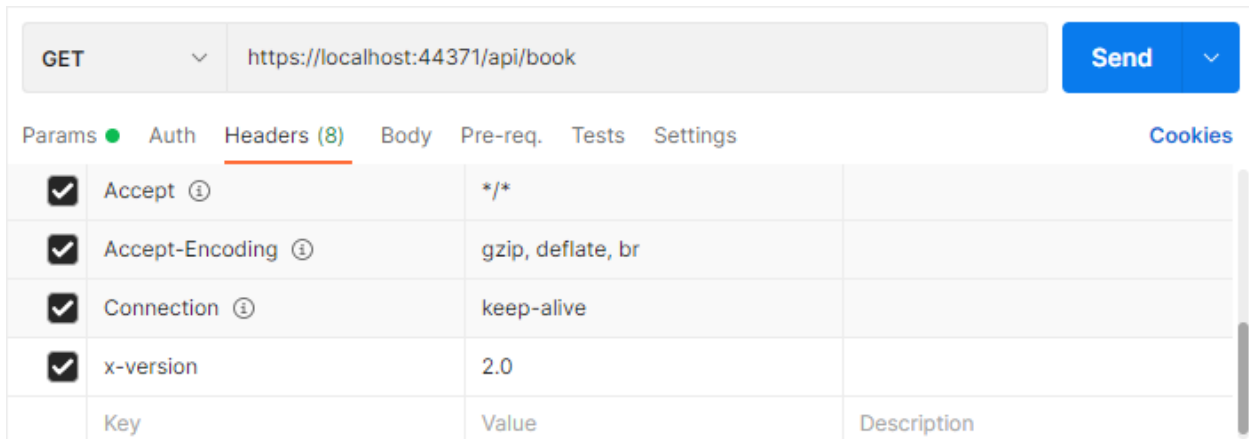 GET https://localhost:44371/api/book Send
Params Auth Headers (8) Body Pre-req. Tests Settings Cookies
Accept */*
Accept-Encoding gzip, deflate, br
Connection keep-alive
x-version 2.0
Key Value Description